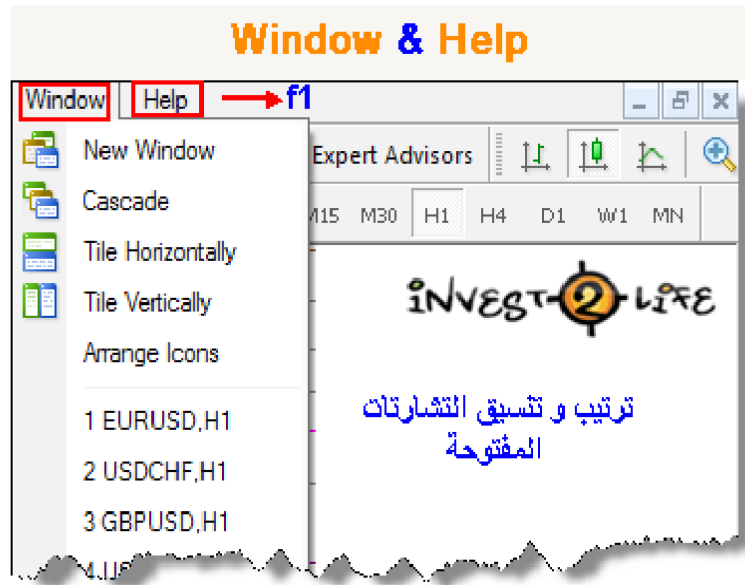 Window & Help
Window Help f1
New Window
Expert Advisors
Cascade
M15 M30 H1 H4 D1 W1 MN
Tile Horizontally
Tile Vertically
iNVEST-2-LiFE
Arrange Icons
ترتيب و تنسيق التشارتات
المفتوحة
1 EURUSD,H1
2 USDCHF,H1
3 GBPUSD,H1